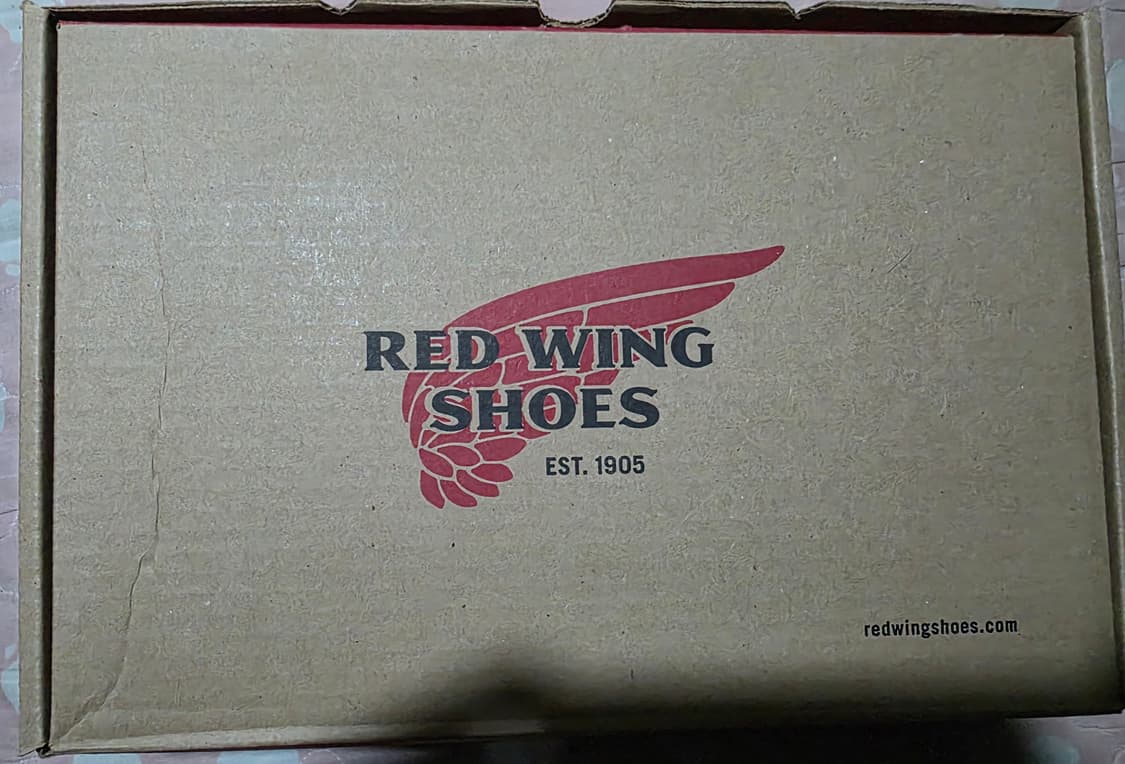 RED WING
SHOES
EST. 1905
redwingshoes.com